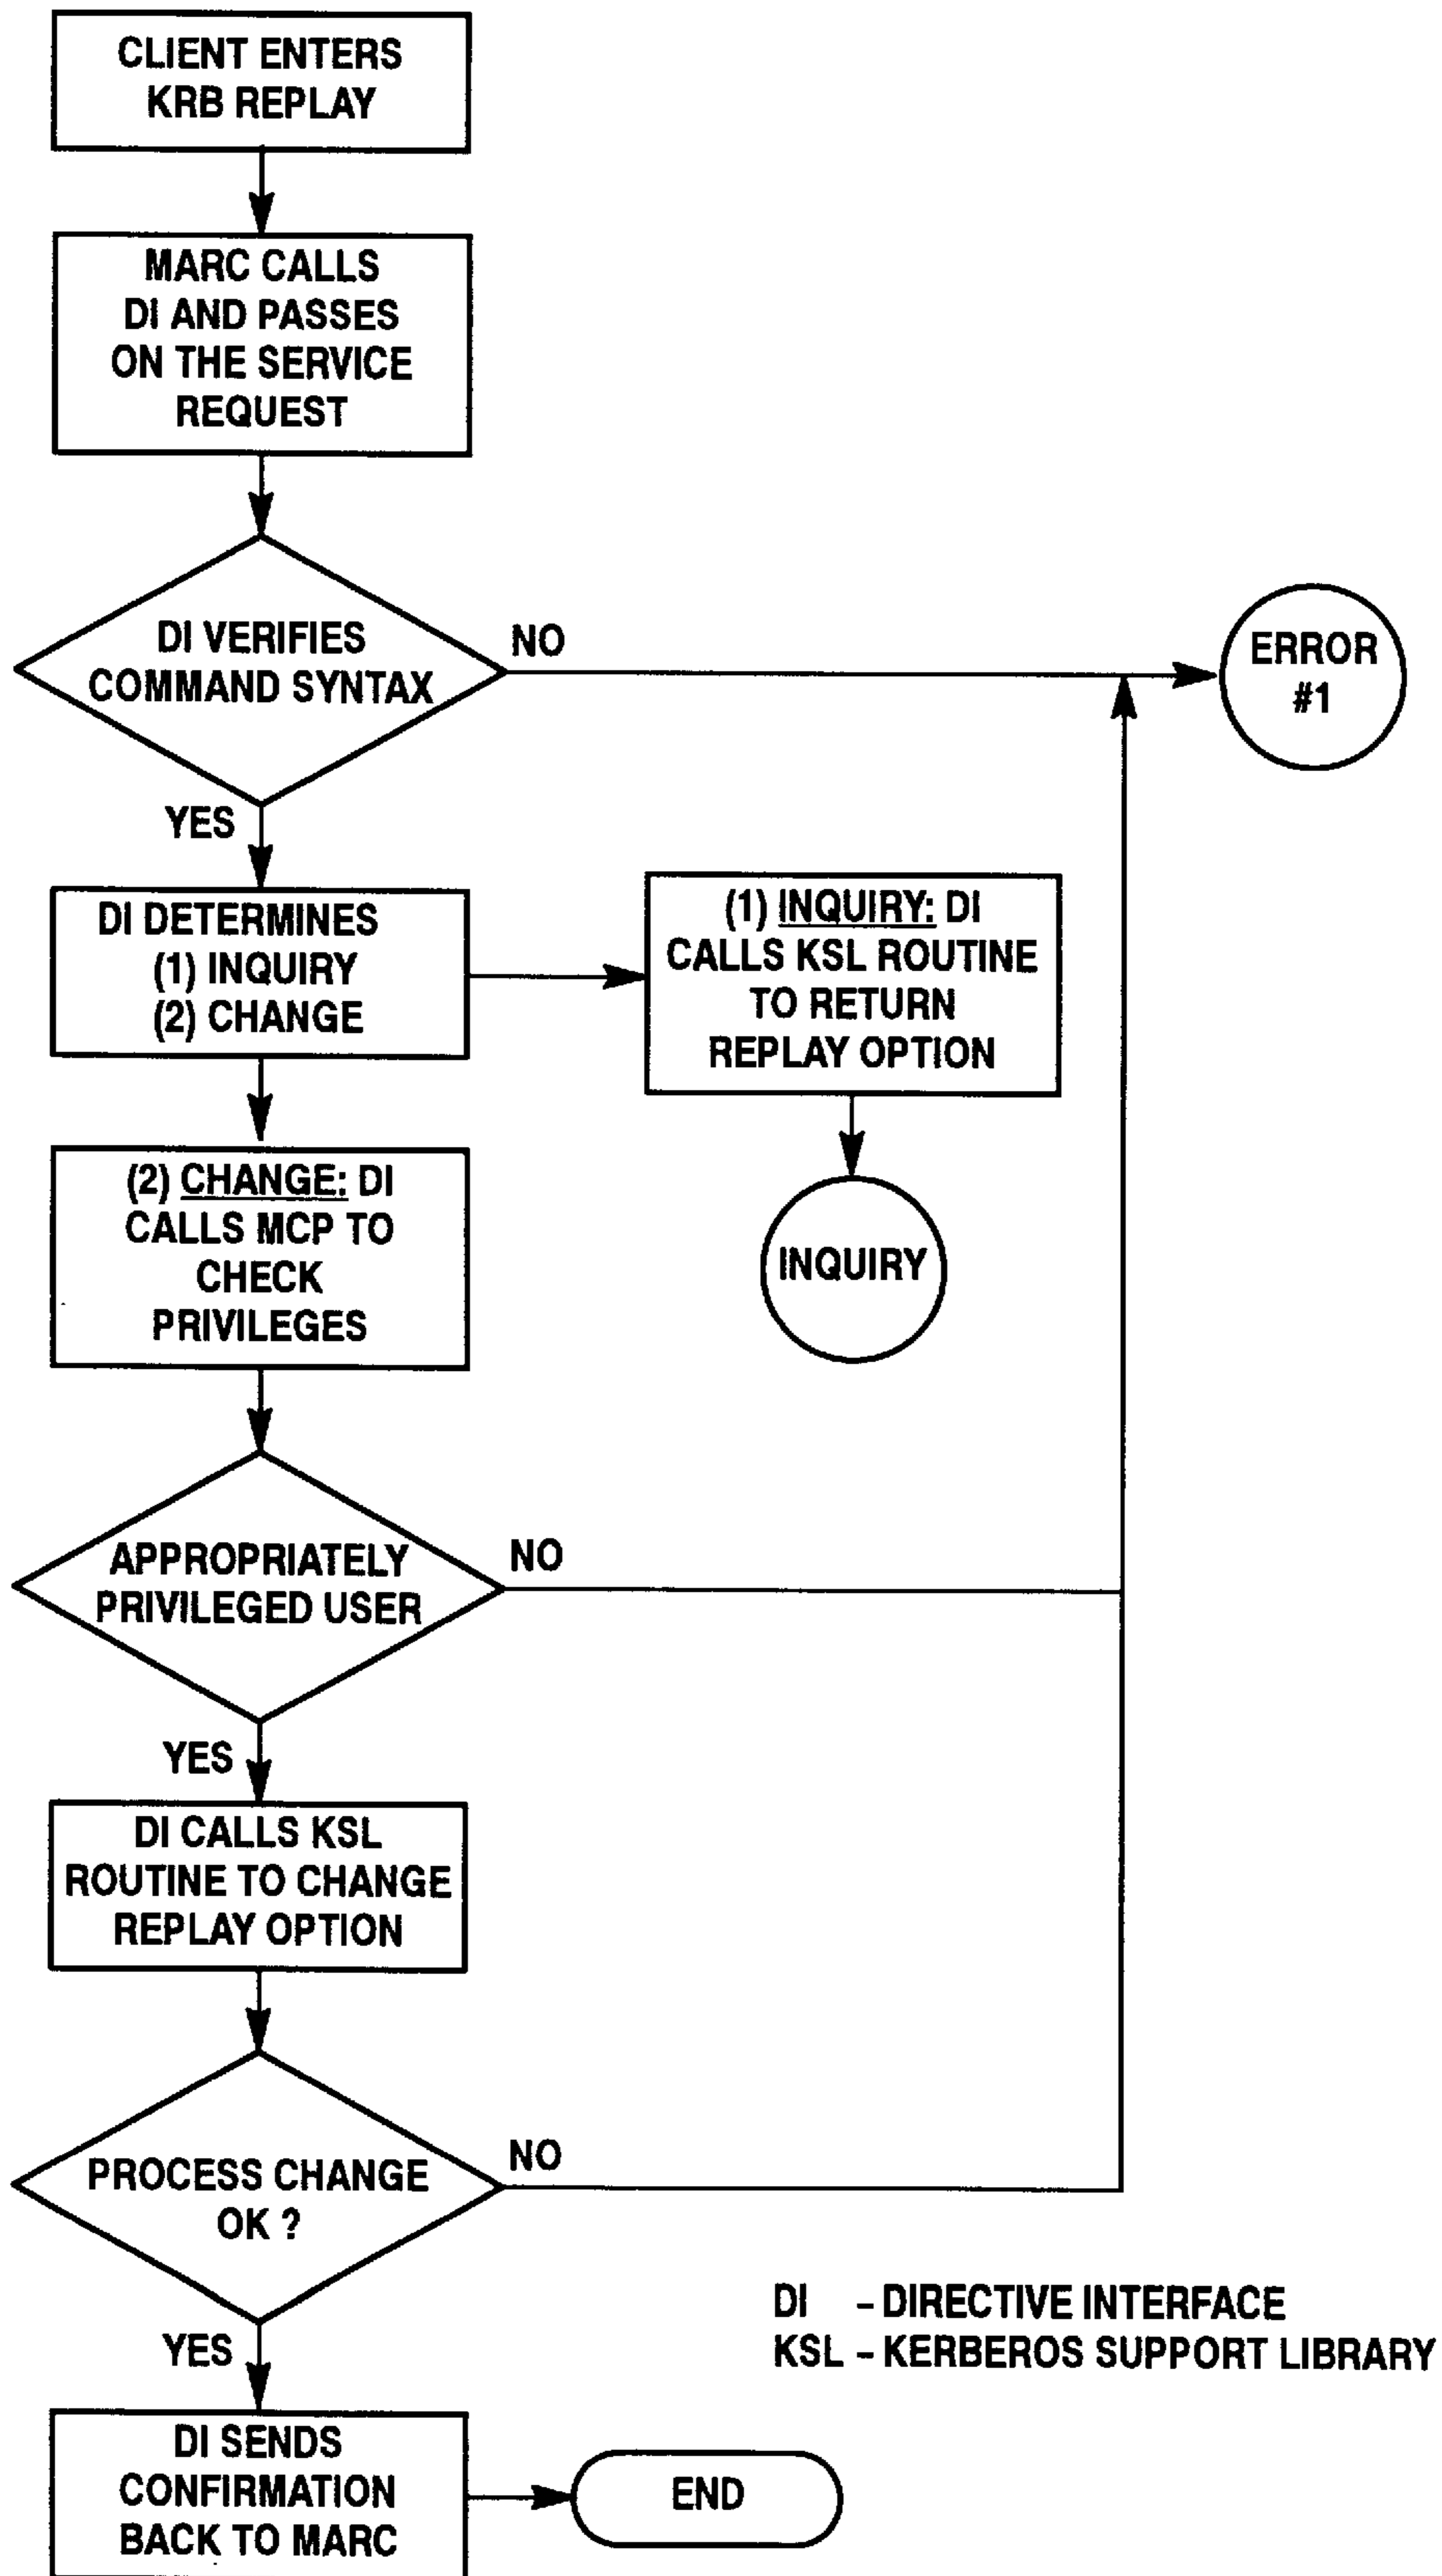 CLIENT ENTERS
KRB REPLAY
MARC CALLS
DI AND PASSES
ON THE SERVICE
REQUEST
DI VERIFIES
COMMAND SYNTAX
NO
ERROR
#1
YES
DI DETERMINES
(1) INQUIRY
(2) CHANGE
(1) INQUIRY: DI
CALLS KSL ROUTINE
TO RETURN
REPLAY OPTION
INQUIRY
(2) CHANGE: DI
CALLS MCP TO
CHECK
PRIVILEGES
APPROPRIATELY
PRIVILEGED USER
NO
YES
DI CALLS KSL
ROUTINE TO CHANGE
REPLAY OPTION
PROCESS CHANGE
OK ?
NO
YES
DI – DIRECTIVE INTERFACE
KSL – KERBEROS SUPPORT LIBRARY
DI SENDS
CONFIRMATION
BACK TO MARC
END